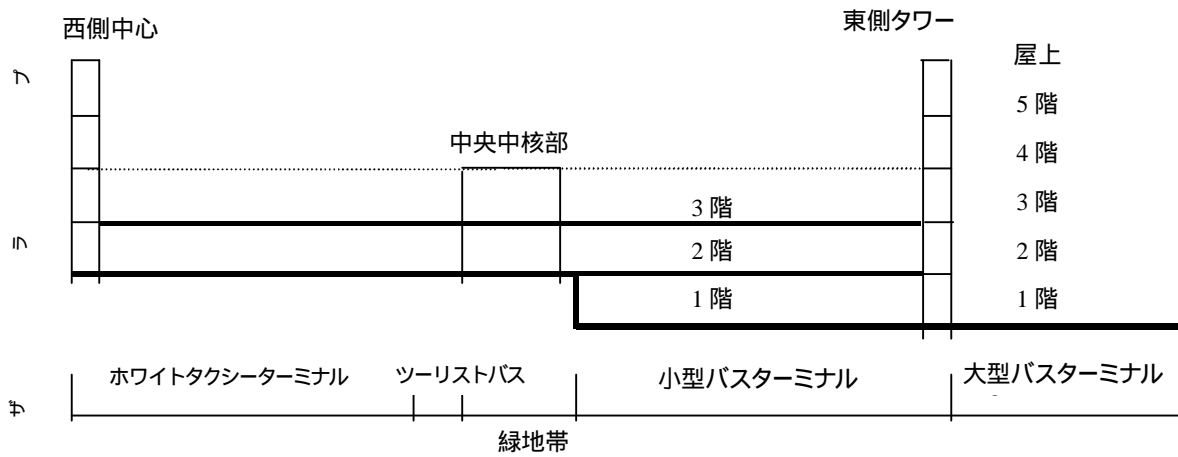 西側中心
東側タワー
屋上
5 階
中央中核部
4 階
3 階
3 階
2 階
2 階
1 階
1 階
ホワイトタクシーターミナル
ツーリストバス
小型バスターミナル
大型バスターミナル
緑地帯
プ
ラ
ザ